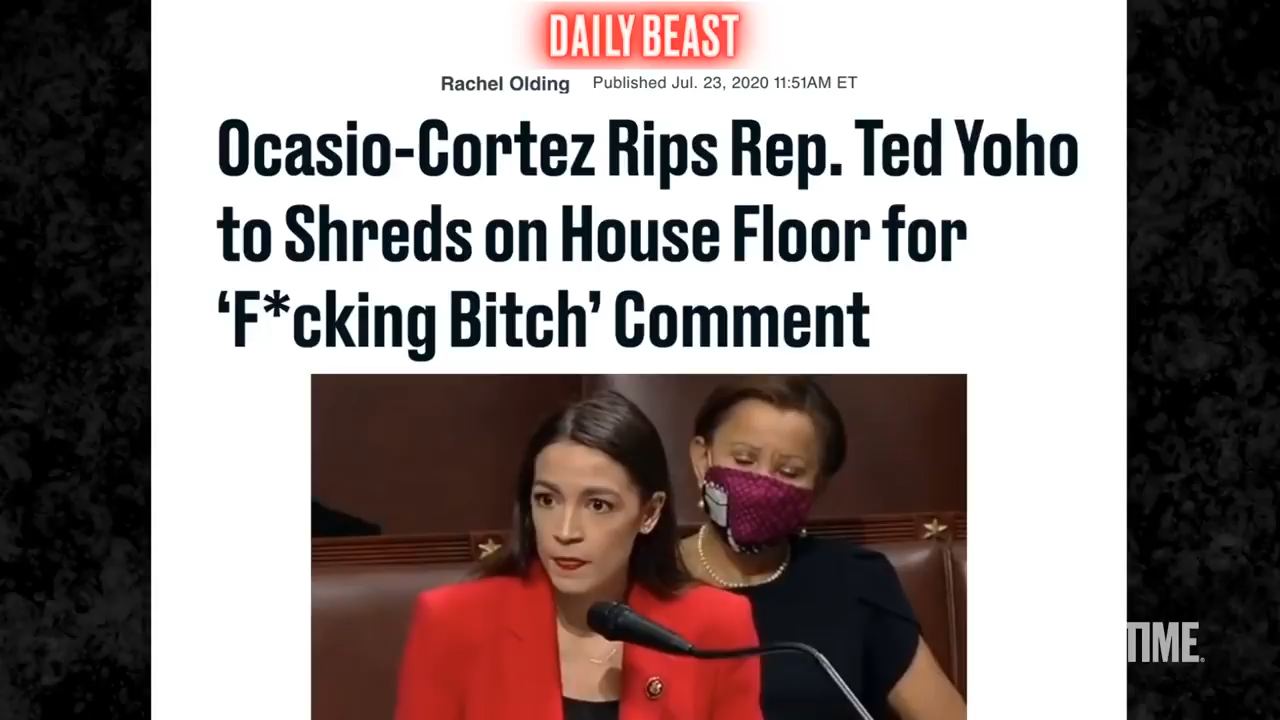 DAILY BEAST
Rachel Olding Published Jul. 23, 2020 11:51AM ET
Ocasio-Cortez Rips Rep. Ted Yoho
to Shreds on House Floor for
‘F*cking Bitch’ Comment
TIME